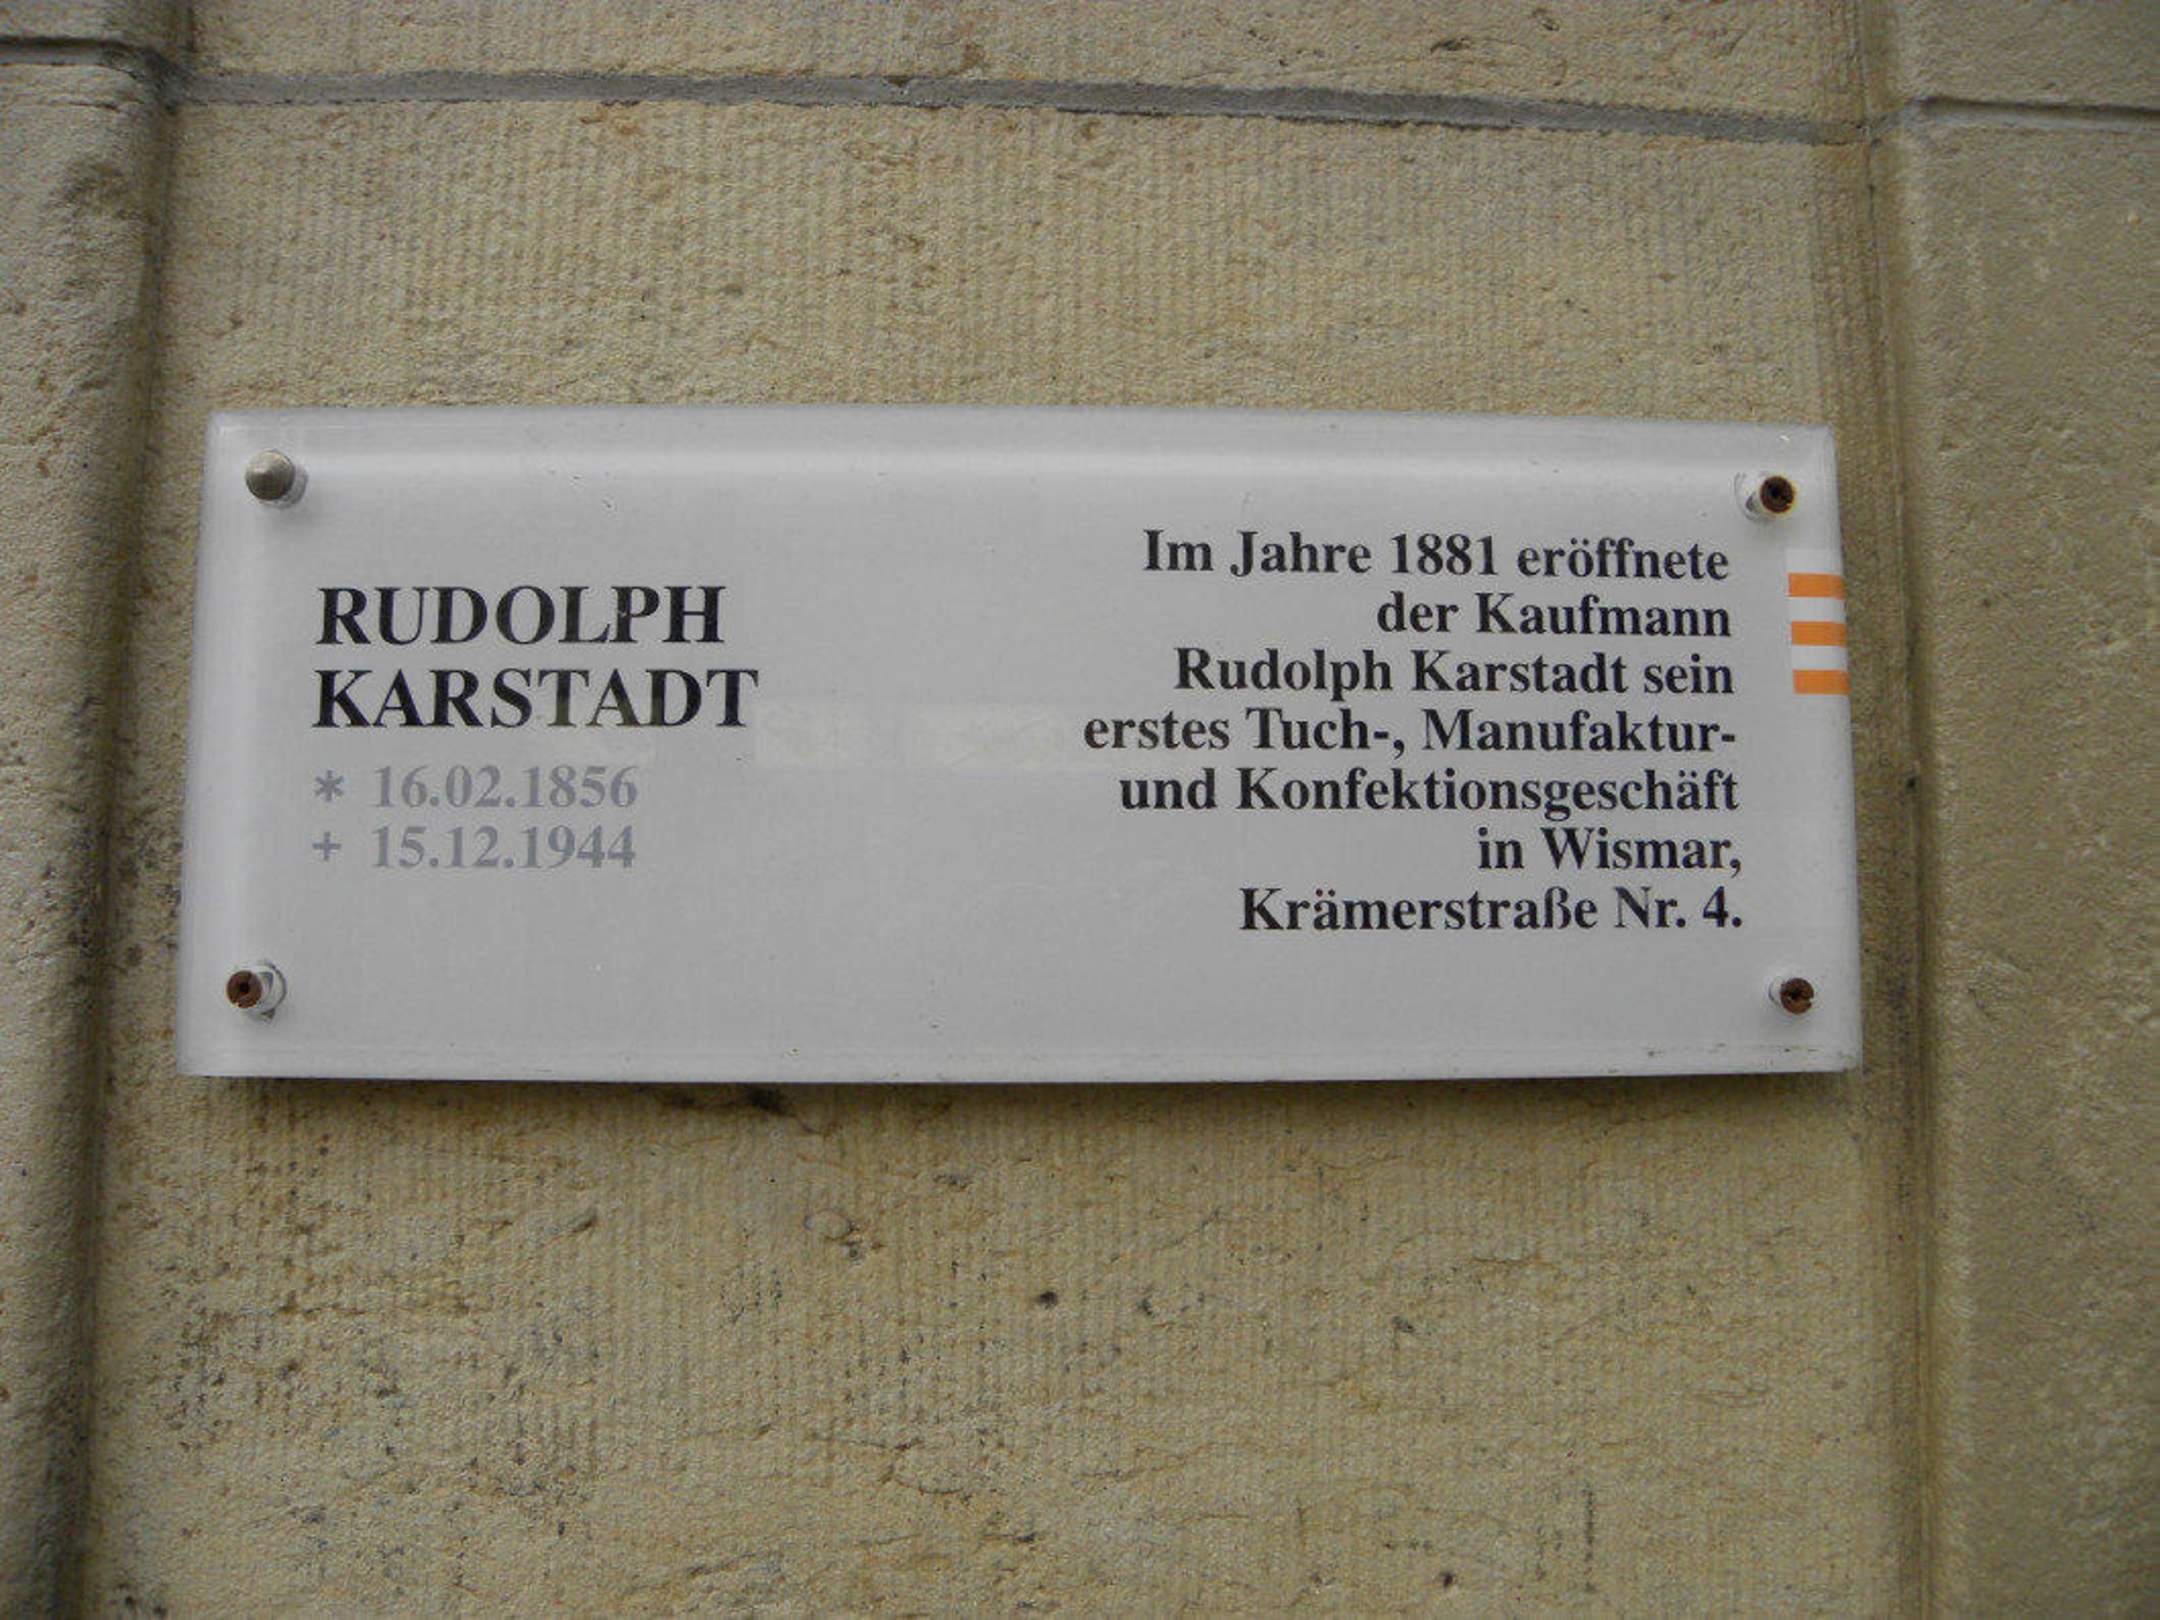 RUDOLPH
KARSTADT
* 16.02.1856
+ 15.12.1944
Im Jahre 1881 eröffnete
der Kaufmann
Rudolph Karstadt sein
erstes Tuch-, Manufaktur-
und Konfektionsgeschäft
in Wismar,
Krämerstraße Nr. 4.